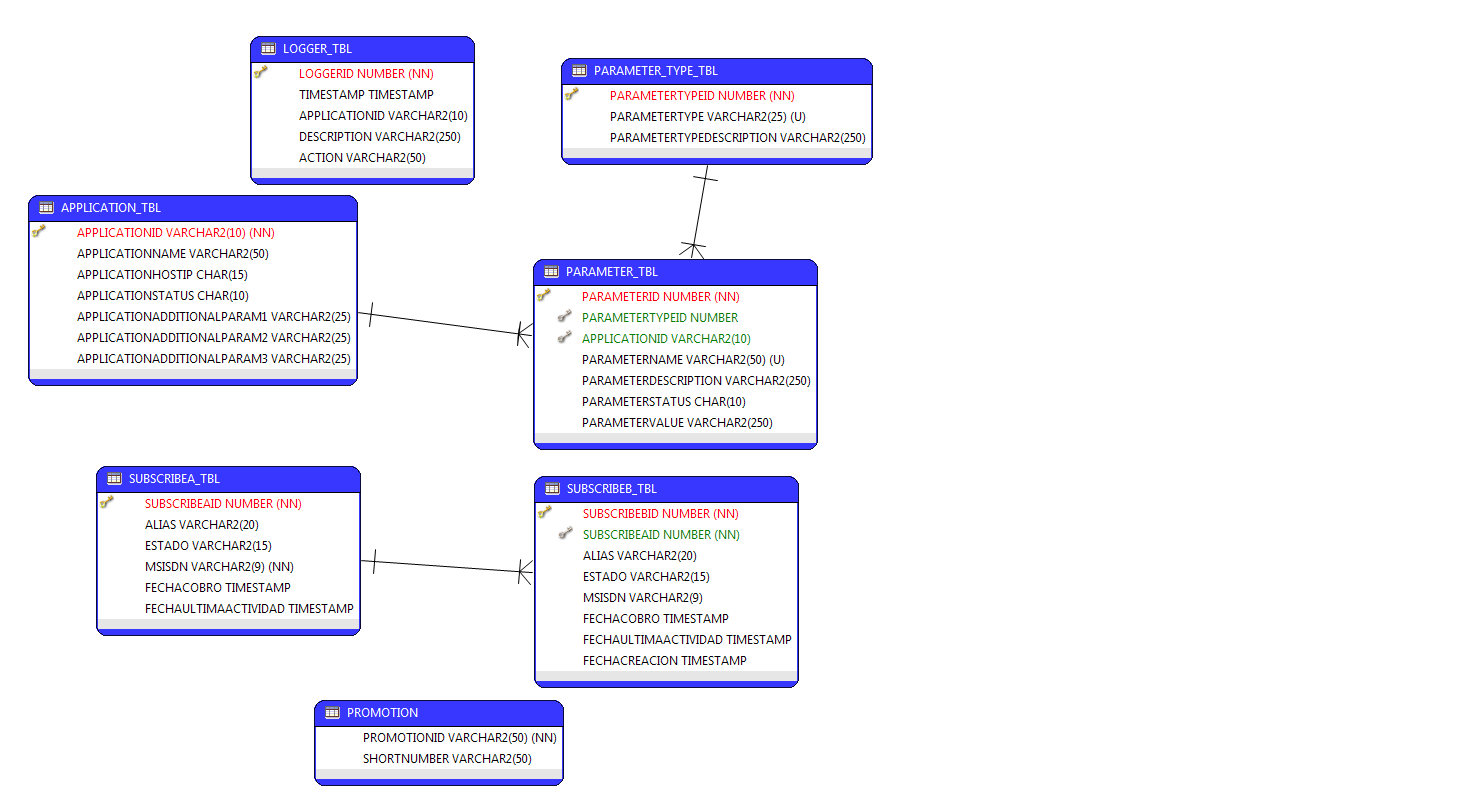 LOGGER_TBL
LOGGERID NUMBER (NN)
TIMESTAMP TIMESTAMP
APPLICATIONID VARCHAR2(10)
DESCRIPTION VARCHAR2(250)
ACTION VARCHAR2(50)
PARAMETER_TYPE_TBL
PARAMETERTYPEID NUMBER (NN)
PARAMETERTYPE VARCHAR2(25) (U)
PARAMETERTYPEDESCRIPTION VARCHAR2(250)
APPLICATION_TBL
APPLICATIONID VARCHAR2(10) (NN)
APPLICATIONNAME VARCHAR2(50)
APPLICATIONHOSTIP CHAR(15)
APPLICATIONSTATUS CHAR(10)
APPLICATIONADDITIONALPARAM1 VARCHAR2(25)
APPLICATIONADDITIONALPARAM2 VARCHAR2(25)
APPLICATIONADDITIONALPARAM3 VARCHAR2(25)
PARAMETER_TBL
PARAMETERID NUMBER (NN)
PARAMETERTYPEID NUMBER
APPLICATIONID VARCHAR2(10)
PARAMETERNAME VARCHAR2(50) (U)
PARAMETERDESCRIPTION VARCHAR2(250)
PARAMETERSTATUS CHAR(10)
PARAMETERVALUE VARCHAR2(250)
SUBSCRIBEA_TBL
SUBSCRIBEAID NUMBER (NN)
ALIAS VARCHAR2(20)
ESTADO VARCHAR2(15)
MSISDN VARCHAR2(9) (NN)
FECHACOBRO TIMESTAMP
FECHAULTIMAACTIVIDAD TIMESTAMP
SUBSCRIBEB_TBL
SUBSCRIBEBID NUMBER (NN)
SUBSCRIBEAID NUMBER (NN)
ALIAS VARCHAR2(20)
ESTADO VARCHAR2(15)
MSISDN VARCHAR2(9)
FECHACOBRO TIMESTAMP
FECHAULTIMAACTIVIDAD TIMESTAMP
FECHACREACION TIMESTAMP
PROMOTION
PROMOTIONID VARCHAR2(50) (NN)
SHORTNUMBER VARCHAR2(50)